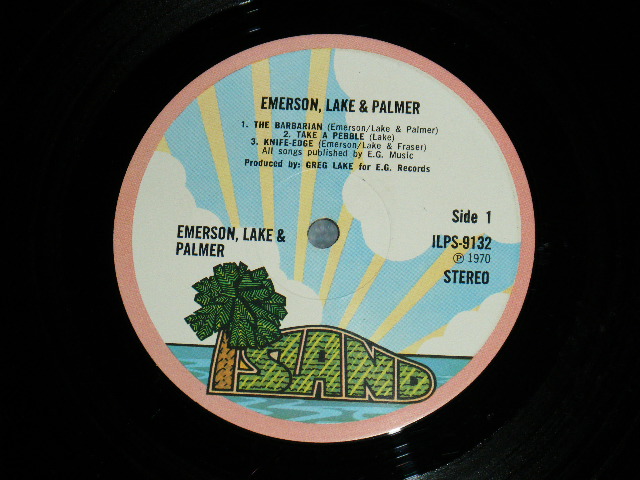 EMERSON, LAKE & PALMER
1. THE BARBARIAN (Emerson/Lake & Palmer)
2. TAKE A PEBBLE (Lake)
3. KNIFE-EDGE (Emerson/Lake & Fraser)
All songs published by E.G. Music
Produced by: GREG LAKE for E.G. Records
Side 1
EMERSON, LAKE &
PALMER
ILPS-9132
℗ 1970
STEREO
ISLAND